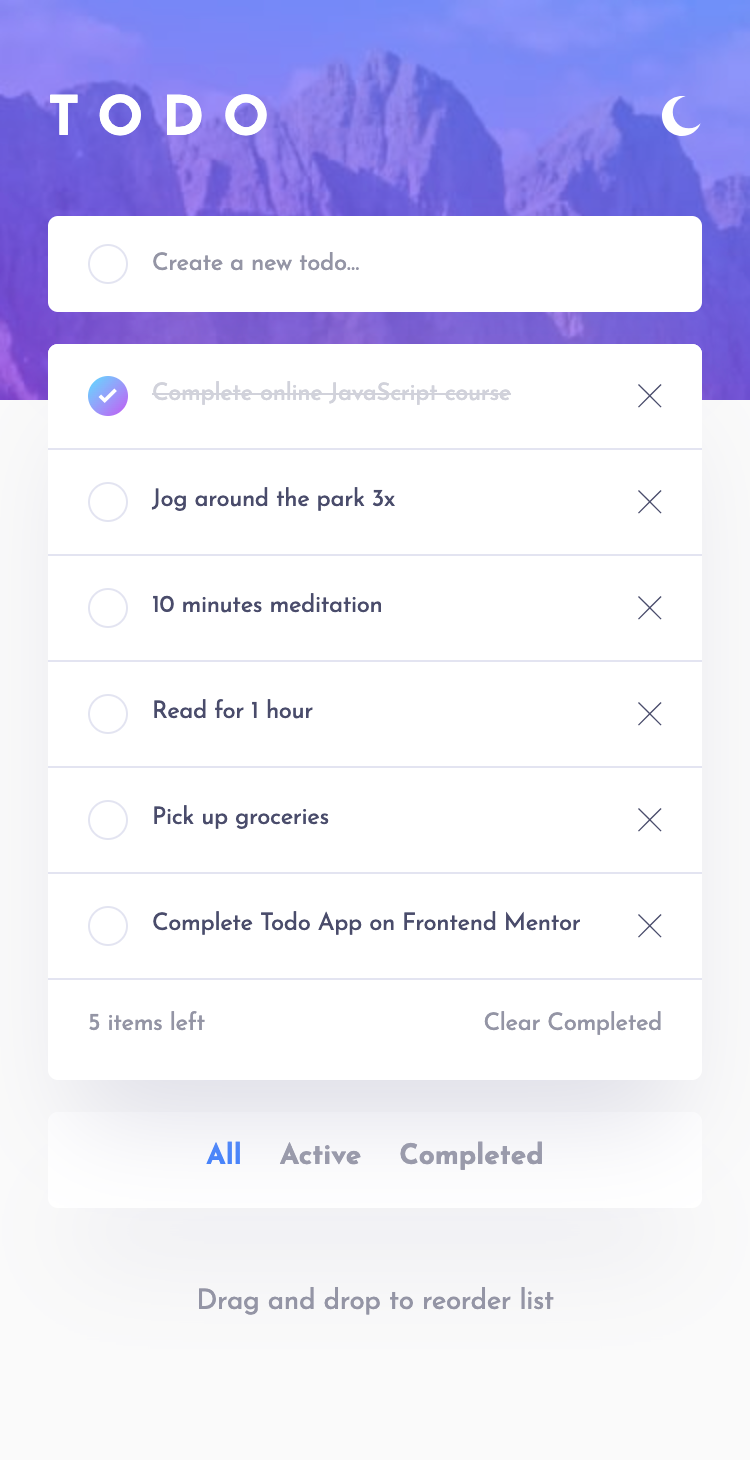 TODO
Create a new todo...
Complete online JavaScript course
Jog around the park 3x
10 minutes meditation
Read for 1 hour
Pick up groceries
Complete Todo App on Frontend Mentor
5 items left Clear Completed
All Active Completed
Drag and drop to reorder list